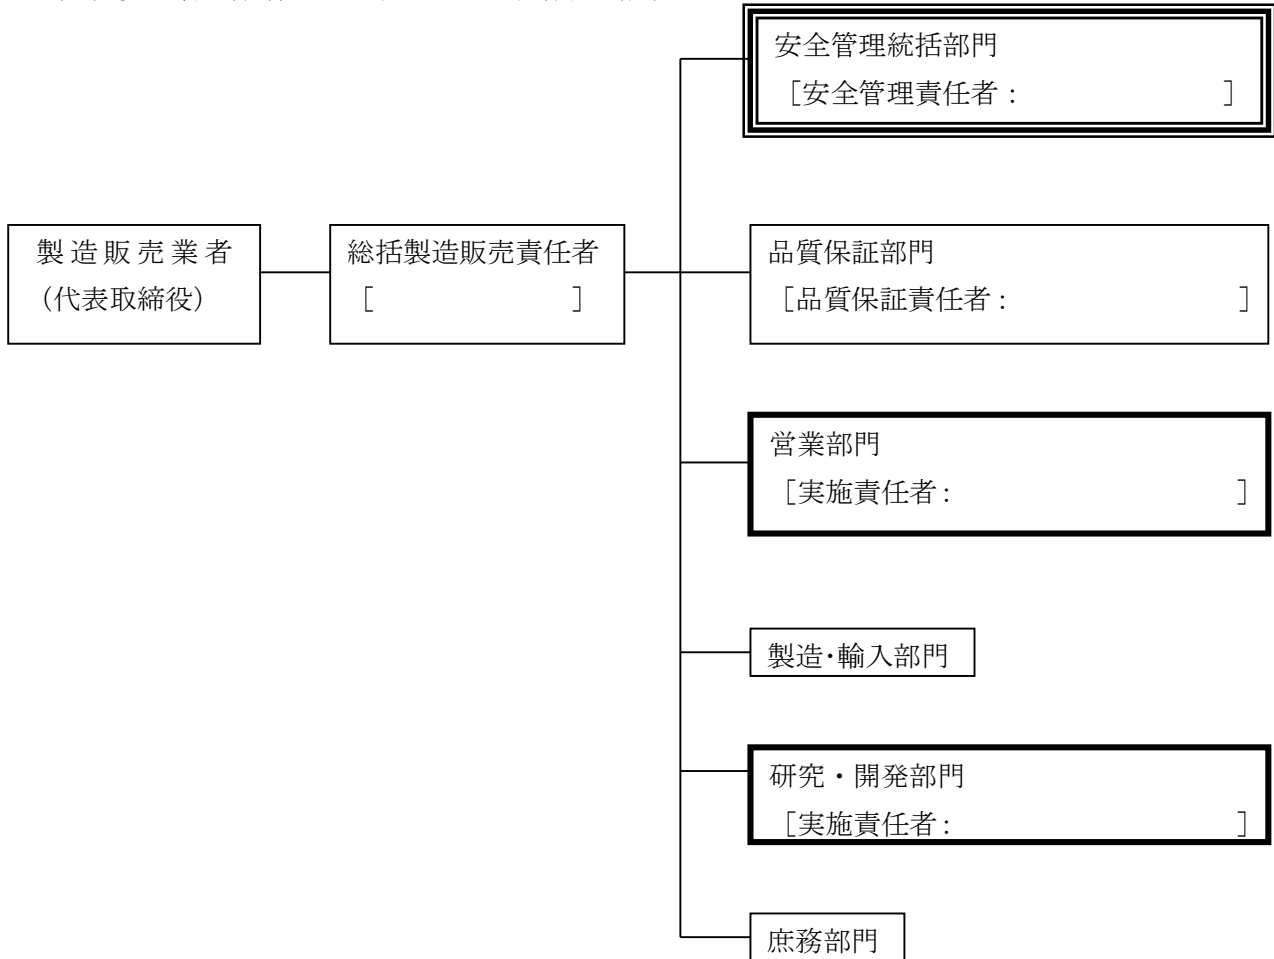 安全管理統括部門
［安全管理責任者： ］
製造販売業者
（代表取締役）
総括製造販売責任者
［ ］
品質保証部門
［品質保証責任者： ］
営業部門
［実施責任者： ］
製造・輸入部門
研究・開発部門
［実施責任者： ］
庶務部門